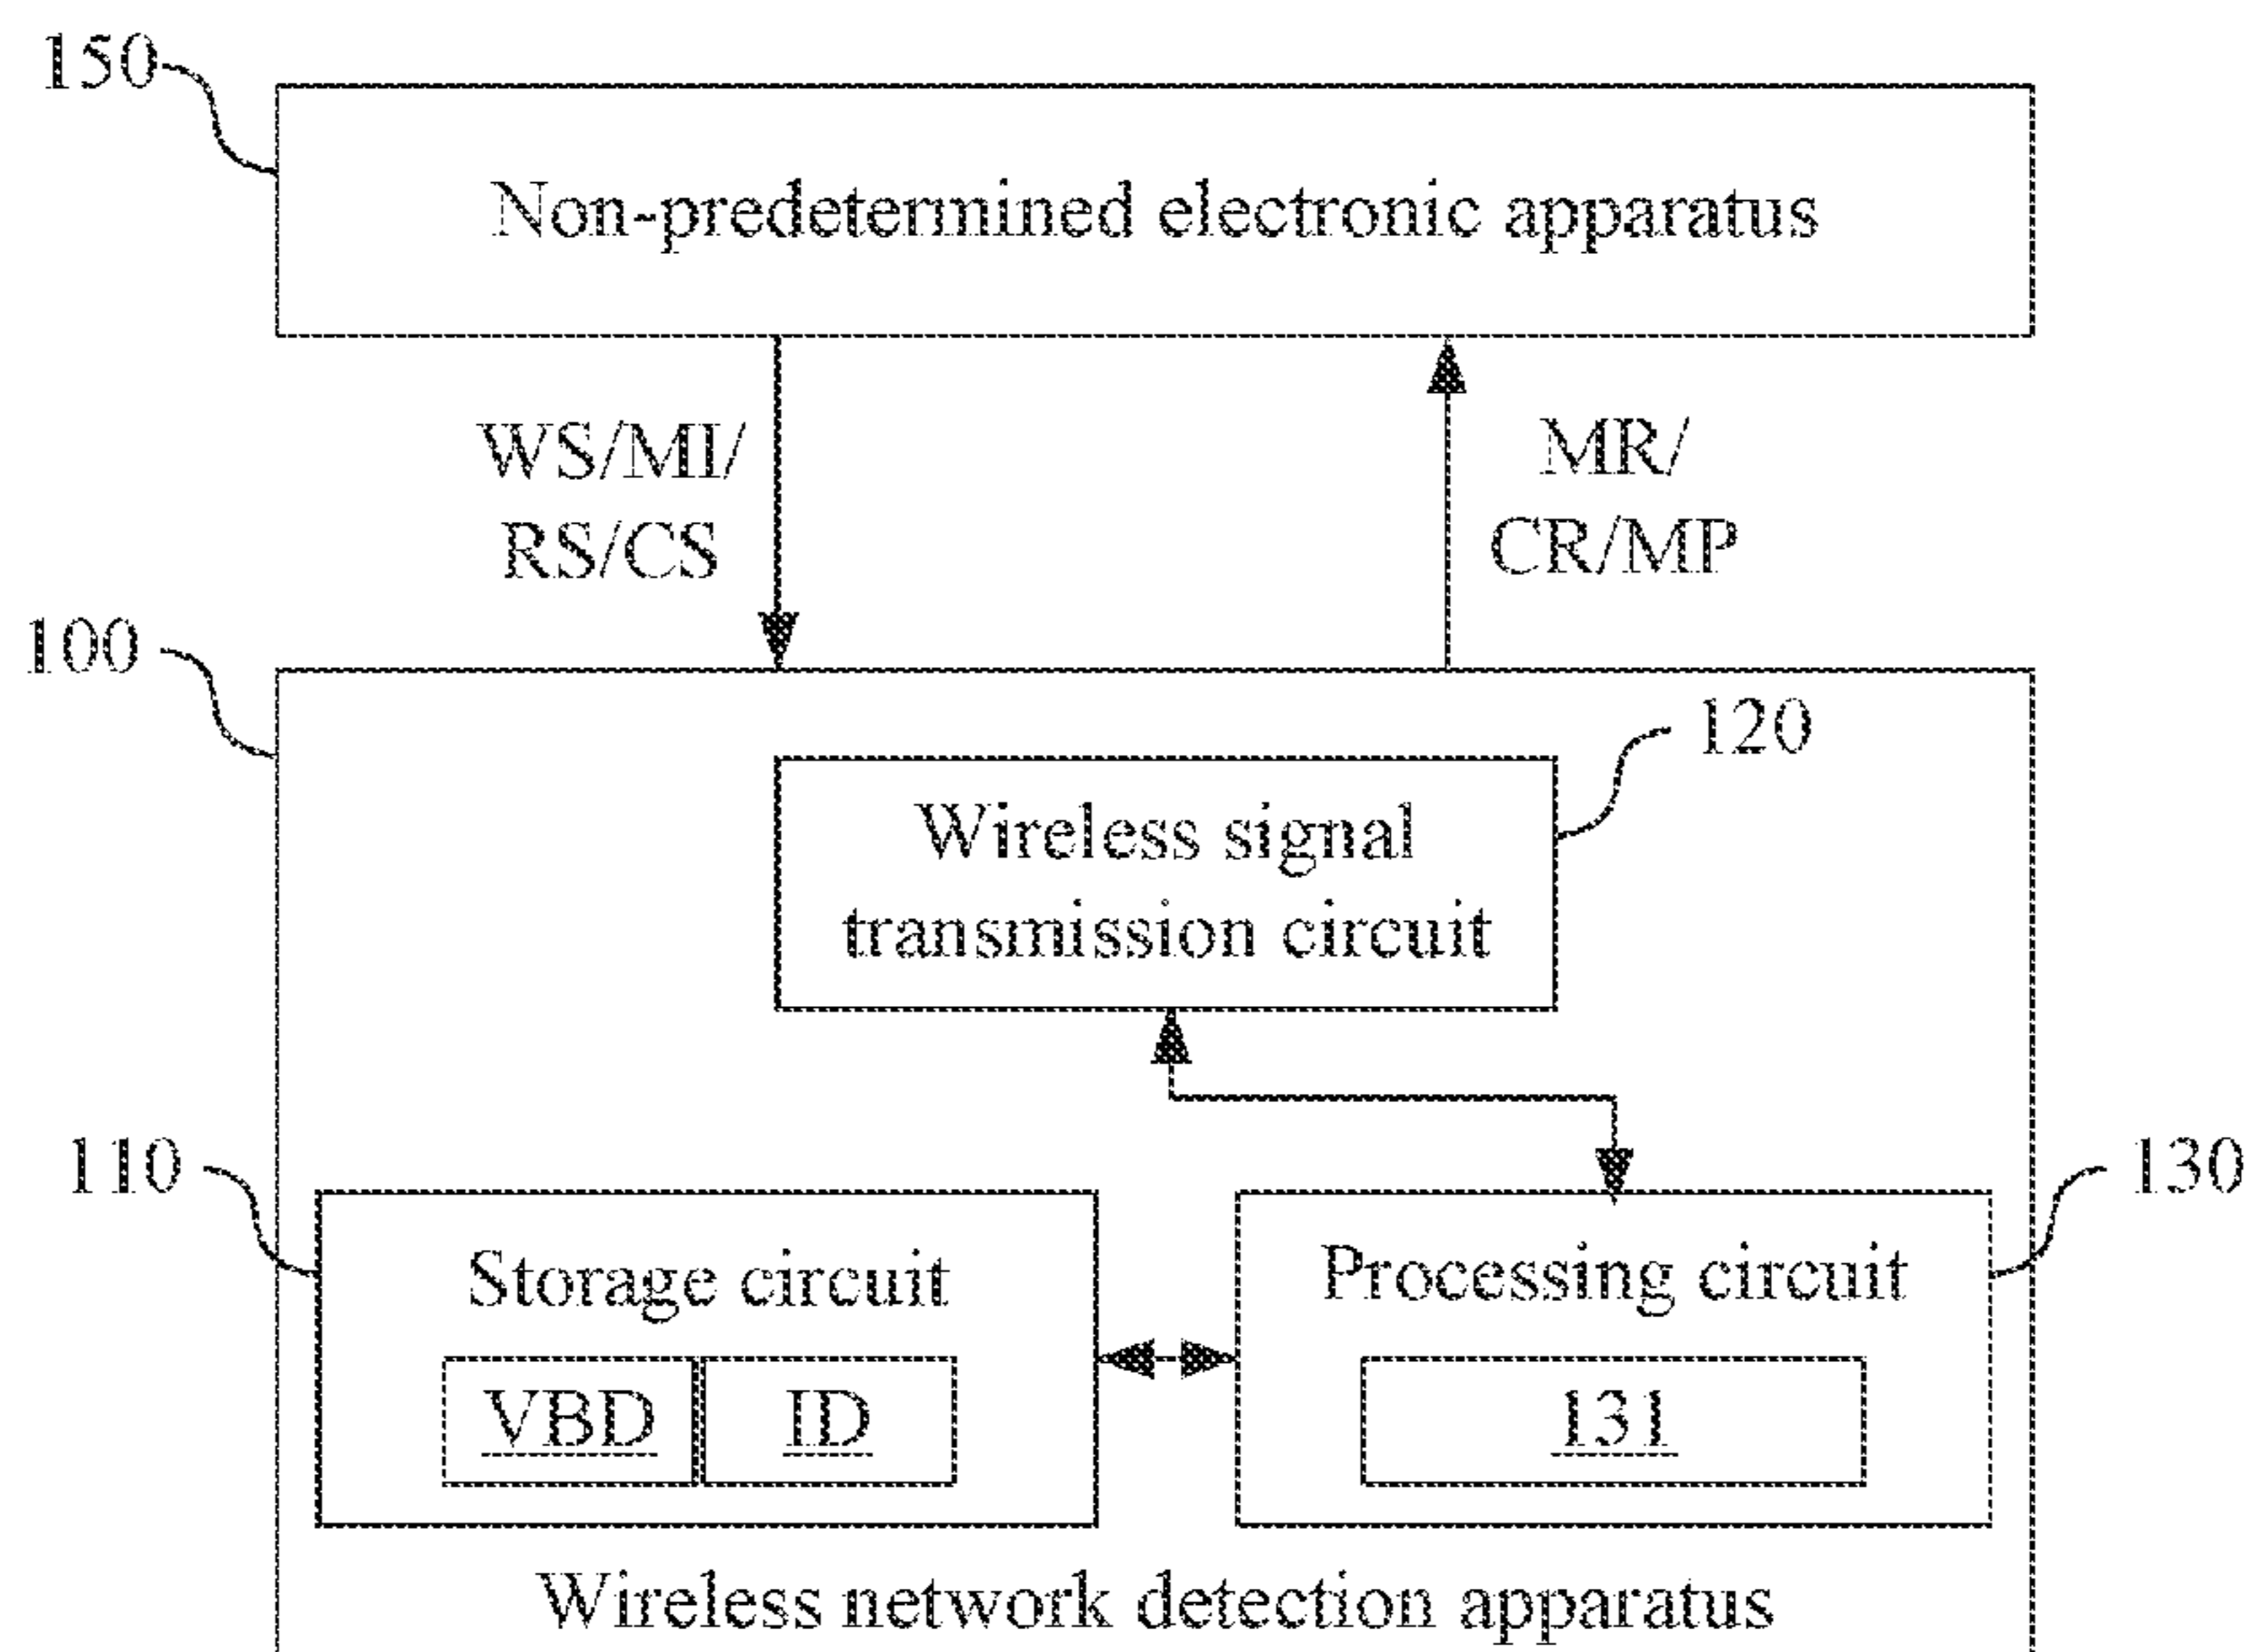 150
Non-predetermined electronic apparatus
WS/MI/
RS/CS
MR/
CR/MP
100
120
Wireless signal
transmission circuit
110
130
Storage circuit
VBD
ID
Processing circuit
131
Wireless network detection apparatus